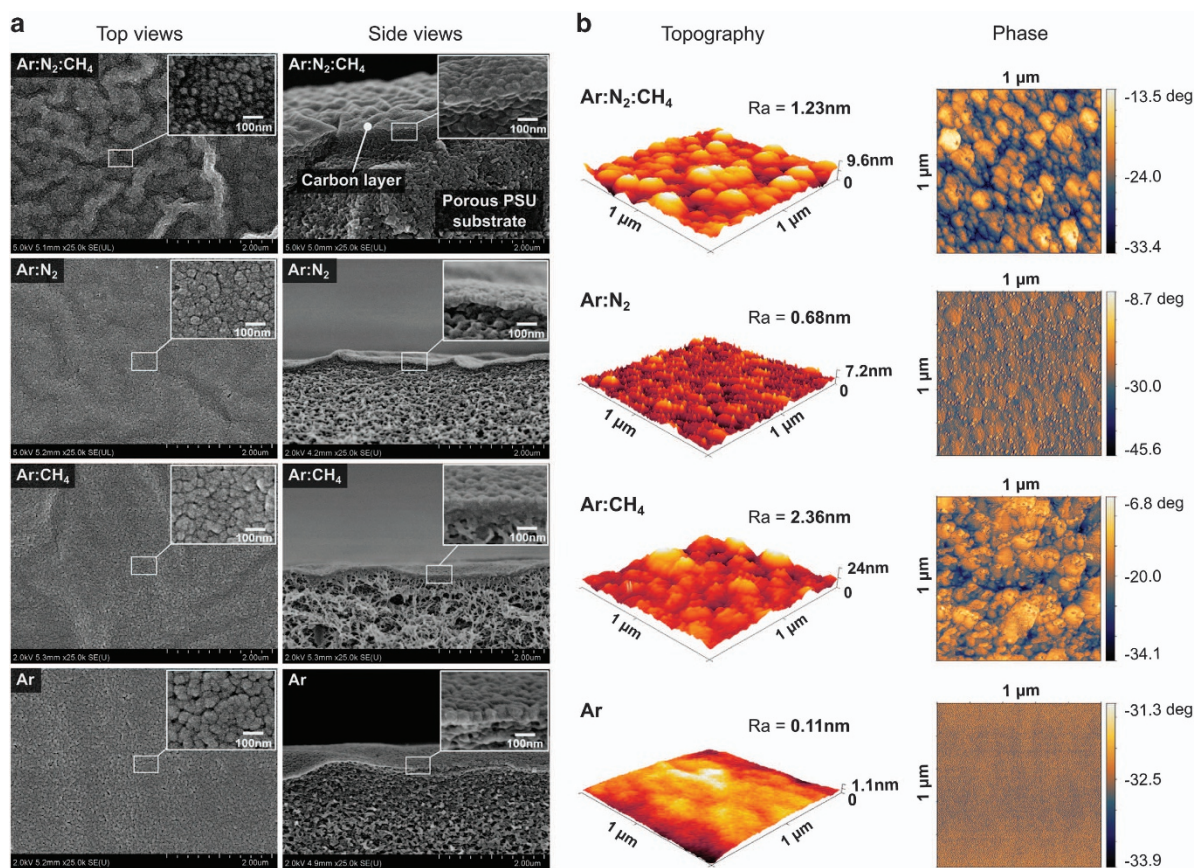 a
Top views
Side views
Ar:N₂:CH₄
100nm
5.0kV 5.1mm x25.0k SE(UL)
2.00um
Ar:N₂:CH₄
100nm
Carbon layer
Porous PSU
substrate
5.0kV 5.0mm x25.0k SE(UL)
2.00um
Ar:N₂
100nm
5.0kV 5.2mm x25.0k SE(UL)
2.00um
Ar:N₂
100nm
2.0kV 4.2mm x25.0k SE(U)
2.00um
Ar:CH₄
100nm
2.0kV 5.3mm x25.0k SE(U)
2.00um
Ar:CH₄
100nm
2.0kV 5.3mm x25.0k SE(U)
2.00um
Ar
100nm
2.0kV 5.2mm x25.0k SE(U)
2.00um
Ar
100nm
2.0kV 4.9mm x25.0k SE(U)
2.00um
b
Topography
Phase
Ar:N₂:CH₄
Ra = 1.23nm
9.6nm
0
1 µm
1 µm
1 µm
1 µm
-13.5 deg
-24.0
-33.4
Ar:N₂
Ra = 0.68nm
7.2nm
0
1 µm
1 µm
1 µm
1 µm
-8.7 deg
-30.0
-45.6
Ar:CH₄
Ra = 2.36nm
24nm
0
1 µm
1 µm
1 µm
1 µm
-6.8 deg
-20.0
-34.1
Ar
Ra = 0.11nm
1.1nm
0
1 µm
1 µm
1 µm
1 µm
-31.3 deg
-32.5
-33.9